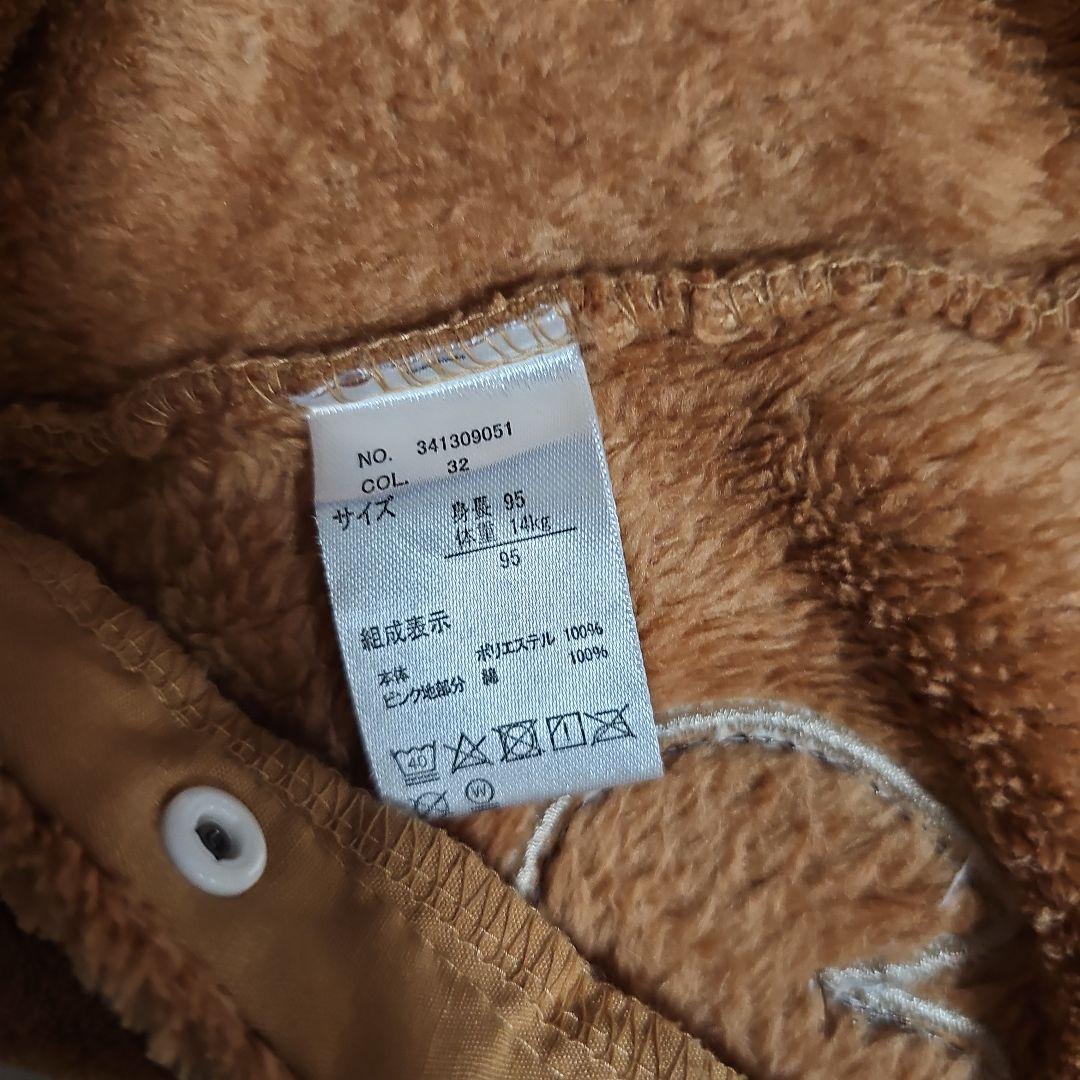 NO. 341309051
COL. 32
サイズ 身長 95
体重 14kg
95
組成表示
本体 ポリエステル 100%
ピンク地部分 綿 100%
40
W